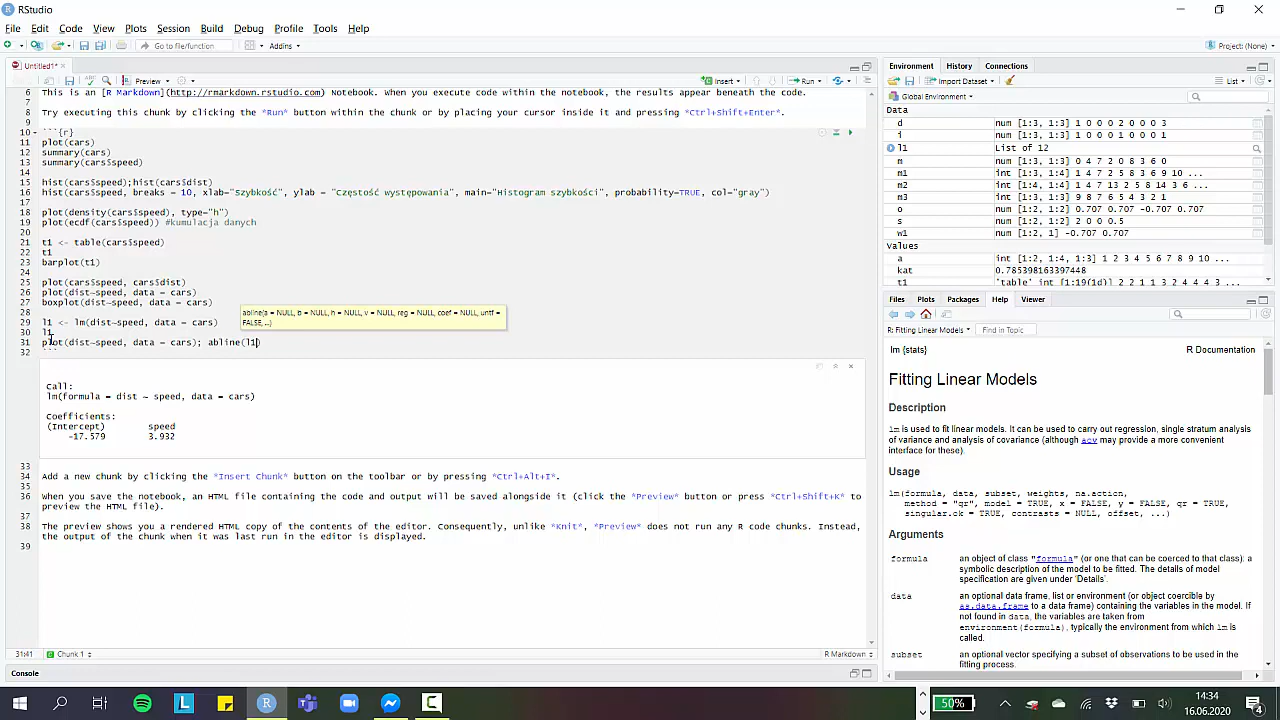 RStudio
File Edit Code View Plots Session Build Debug Profile Tools Help
Go to file/function Addins Project: (None)
Untitled1*
Preview Insert Run
This is an [R Markdown](http://rmarkdown.rstudio.com) Notebook. When you execute code within the notebook, the results appear beneath the code.
7
8 Try executing this chunk by clicking the *Run* button within the chunk or by placing your cursor inside it and pressing *Ctrl+Shift+Enter*.
9
10 ```{r}
11 plot(cars)
12 summary(cars)
13 summary(cars$speed)
14
15 hist(cars$speed);hist(cars$dist)
16 hist(cars$speed, breaks = 10, xlab="Szybkość", ylab = "Częstość występowania", main="Histogram szybkości", probability=TRUE, col="gray")
17
18 plot(density(cars$speed), type="h")
19 plot(ecdf(cars$speed)) #kumulacja danych
20
21 t1 <- table(cars$speed)
22 t1
23 barplot(t1)
24
25 plot(cars$speed, cars$dist)
26 plot(dist~speed, data = cars)
27 boxplot(dist~speed, data = cars)
28
29 l1 <- lm(dist~speed, data = cars)
30 l1
31 plot(dist~speed, data = cars); abline(l1)
32 ```
abline(a = NULL, b = NULL, h = NULL, v = NULL, reg = NULL, coef = NULL, untf =
FALSE, ...)
Call:
lm(formula = dist ~ speed, data = cars)
Coefficients:
(Intercept) speed
-17.579 3.932
33
34 Add a new chunk by clicking the *Insert Chunk* button on the toolbar or by pressing *Ctrl+Alt+I*.
35
36 When you save the notebook, an HTML file containing the code and output will be saved alongside it (click the *Preview* button or press *Ctrl+Shift+K* to
preview the HTML file).
37
38 The preview shows you a rendered HTML copy of the contents of the editor. Consequently, unlike *Knit*, *Preview* does not run any R code chunks. Instead,
the output of the chunk when it was last run in the editor is displayed.
39
31:41 Chunk 1 R Markdown
Console
Environment History Connections
Import Dataset List
Global Environment
Data
d num [1:3, 1:3] 1 0 0 0 2 0 0 0 3
i num [1:3, 1:3] 1 0 0 0 1 0 0 0 1
l1 List of 12
m num [1:3, 1:3] 0 4 7 2 0 8 3 6 0
m1 int [1:3, 1:3] 1 4 7 2 5 8 3 6 9 10 ...
m2 int [1:4, 1:4] 1 4 7 13 2 5 8 14 3 6 ...
m3 int [1:3, 1:3] 9 8 7 6 5 4 3 2 1
o num [1:2, 1:2] 0.707 0.707 -0.707 0.707
s num [1:2, 1:2] 2 0 0 0.5
w1 num [1:2, 1] -0.707 0.707
Values
a int [1:2, 1:4, 1:3] 1 2 3 4 5 6 7 8 9 10 ...
kat 0.785398163397448
t1 'table' int [1:19(1d)] 2 2 1 1 3 2 4 4 4 3 ...
Files Plots Packages Help Viewer
R: Fitting Linear Models Find in Topic
lm {stats} R Documentation
Fitting Linear Models
Description
lm is used to fit linear models. It can be used to carry out regression, single stratum analysis
of variance and analysis of covariance (although aov may provide a more convenient
interface for these).
Usage
lm(formula, data, subset, weights, na.action,
method = "qr", model = TRUE, x = FALSE, y = FALSE, qr = TRUE,
singular.ok = TRUE, contrasts = NULL, offset, ...)
Arguments
formula an object of class "formula" (or one that can be coerced to that class): a
symbolic description of the model to be fitted. The details of model
specification are given under 'Details'.
data an optional data frame, list or environment (or object coercible by
as.data.frame to a data frame) containing the variables in the model. If
not found in data, the variables are taken from
environment(formula), typically the environment from which lm is
called.
subset an optional vector specifying a subset of observations to be used in the
fitting process.
50%
14:34
16.06.2020
4